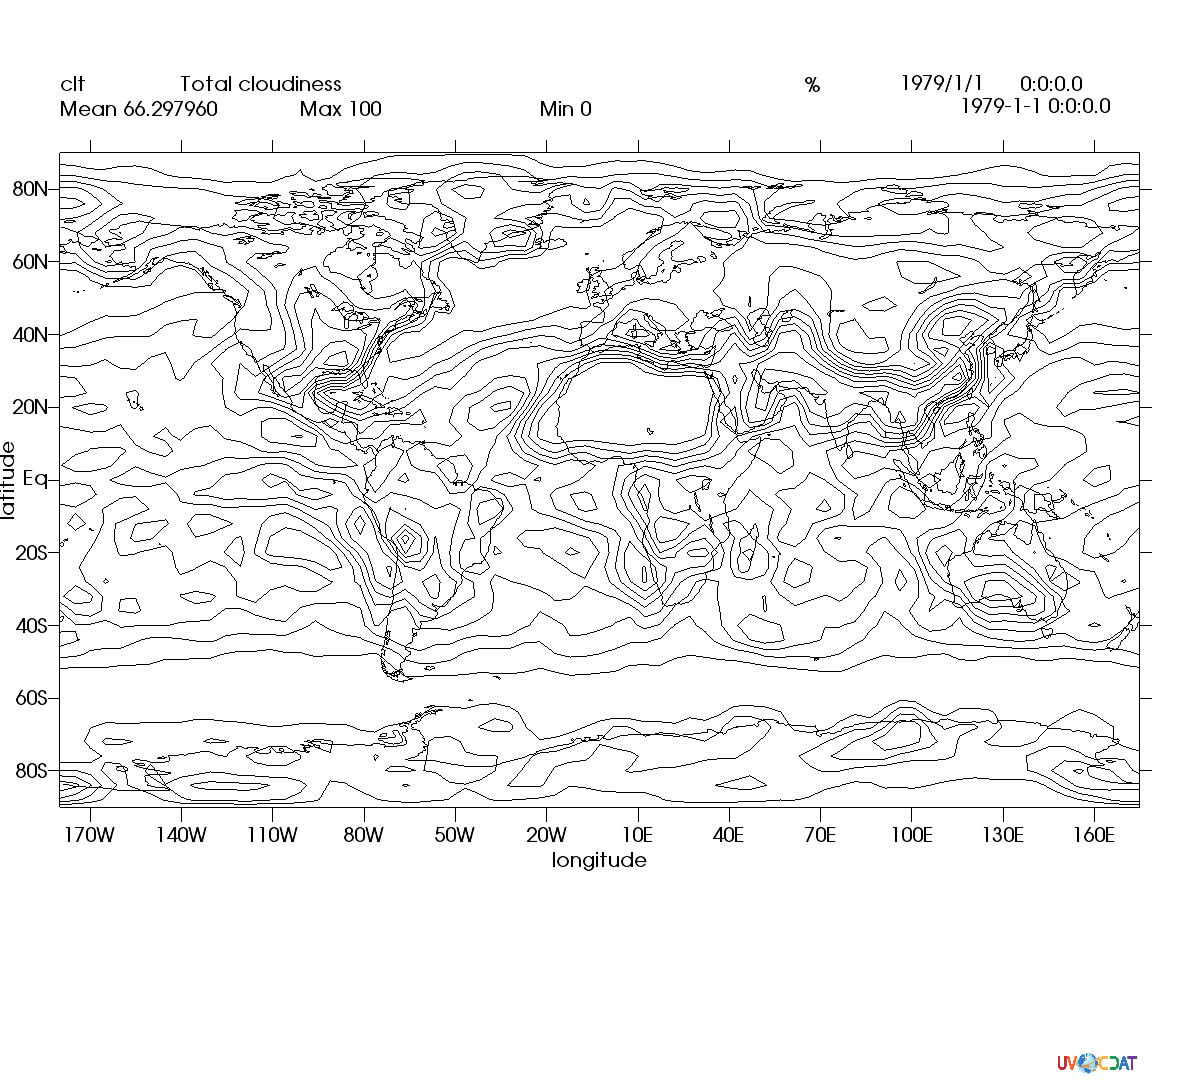 clt Total cloudiness % 1979/1/1 0:0:0.0
Mean 66.297960 Max 100 Min 0 1979-1-1 0:0:0.0
80N
60N
40N
20N
Eq
20S
40S
60S
80S
latitude
170W 140W 110W 80W 50W 20W 10E 40E 70E 100E 130E 160E
longitude
UV CDAT